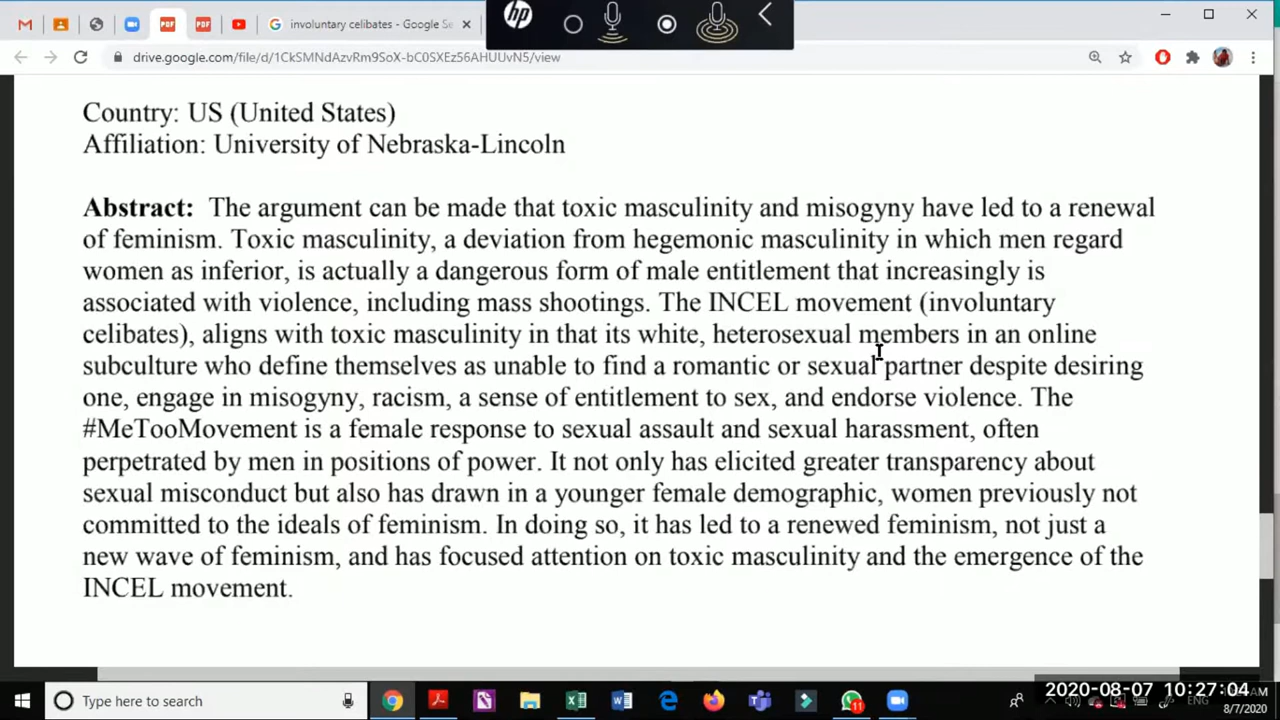 involuntary celibates - Google Se
hp
drive.google.com/file/d/1CkSMNdAzvRm9SoX-bC0SXEz56AHUUvN5/view
Country: US (United States)
Affiliation: University of Nebraska-Lincoln
Abstract: The argument can be made that toxic masculinity and misogyny have led to a renewal
of feminism. Toxic masculinity, a deviation from hegemonic masculinity in which men regard
women as inferior, is actually a dangerous form of male entitlement that increasingly is
associated with violence, including mass shootings. The INCEL movement (involuntary
celibates), aligns with toxic masculinity in that its white, heterosexual members in an online
subculture who define themselves as unable to find a romantic or sexual partner despite desiring
one, engage in misogyny, racism, a sense of entitlement to sex, and endorse violence. The
#MeTooMovement is a female response to sexual assault and sexual harassment, often
perpetrated by men in positions of power. It not only has elicited greater transparency about
sexual misconduct but also has drawn in a younger female demographic, women previously not
committed to the ideals of feminism. In doing so, it has led to a renewed feminism, not just a
new wave of feminism, and has focused attention on toxic masculinity and the emergence of the
INCEL movement.
Type here to search
2020-08-07 10:27:04
ENG
8/7/2020